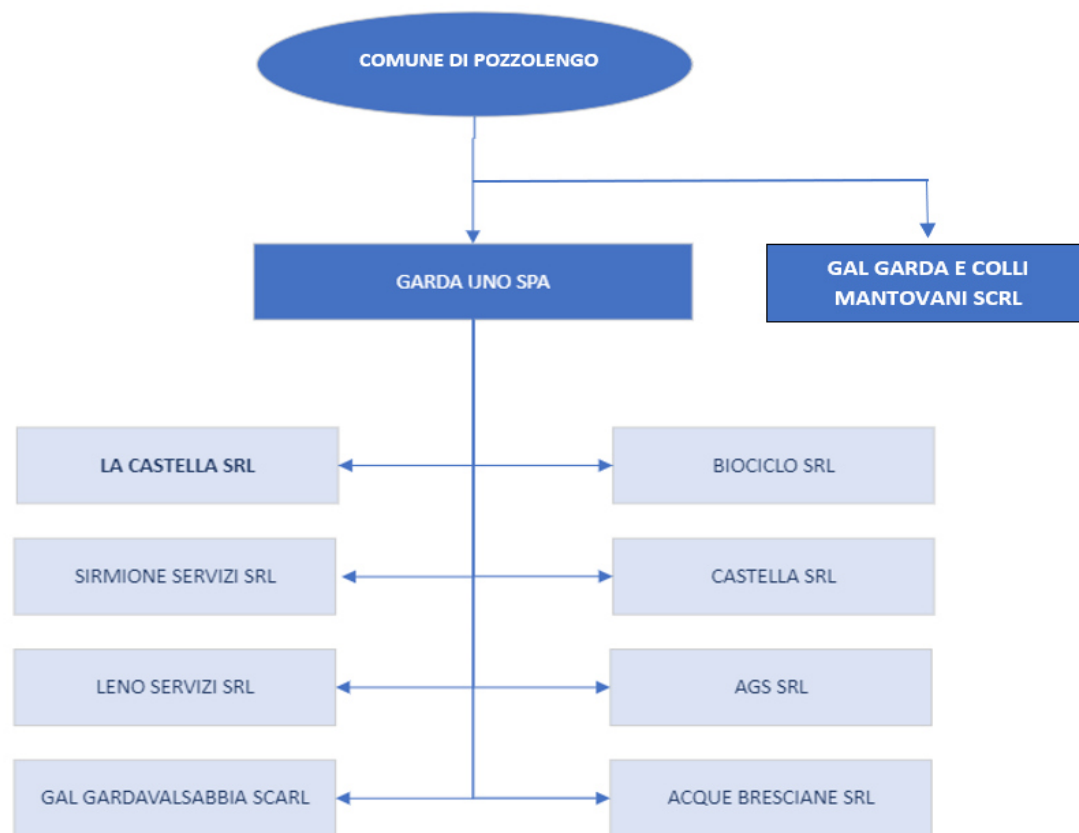 COMUNE DI POZZOLENGO
GARDA UNO SPA
GAL GARDA E COLLI
MANTOVANI SCRL
LA CASTELLA SRL
BIOCICLO SRL
SIRMIONE SERVIZI SRL
CASTELLA SRL
LENO SERVIZI SRL
AGS SRL
GAL GARDAVALSABBIA SCARL
ACQUE BRESCIANE SRL